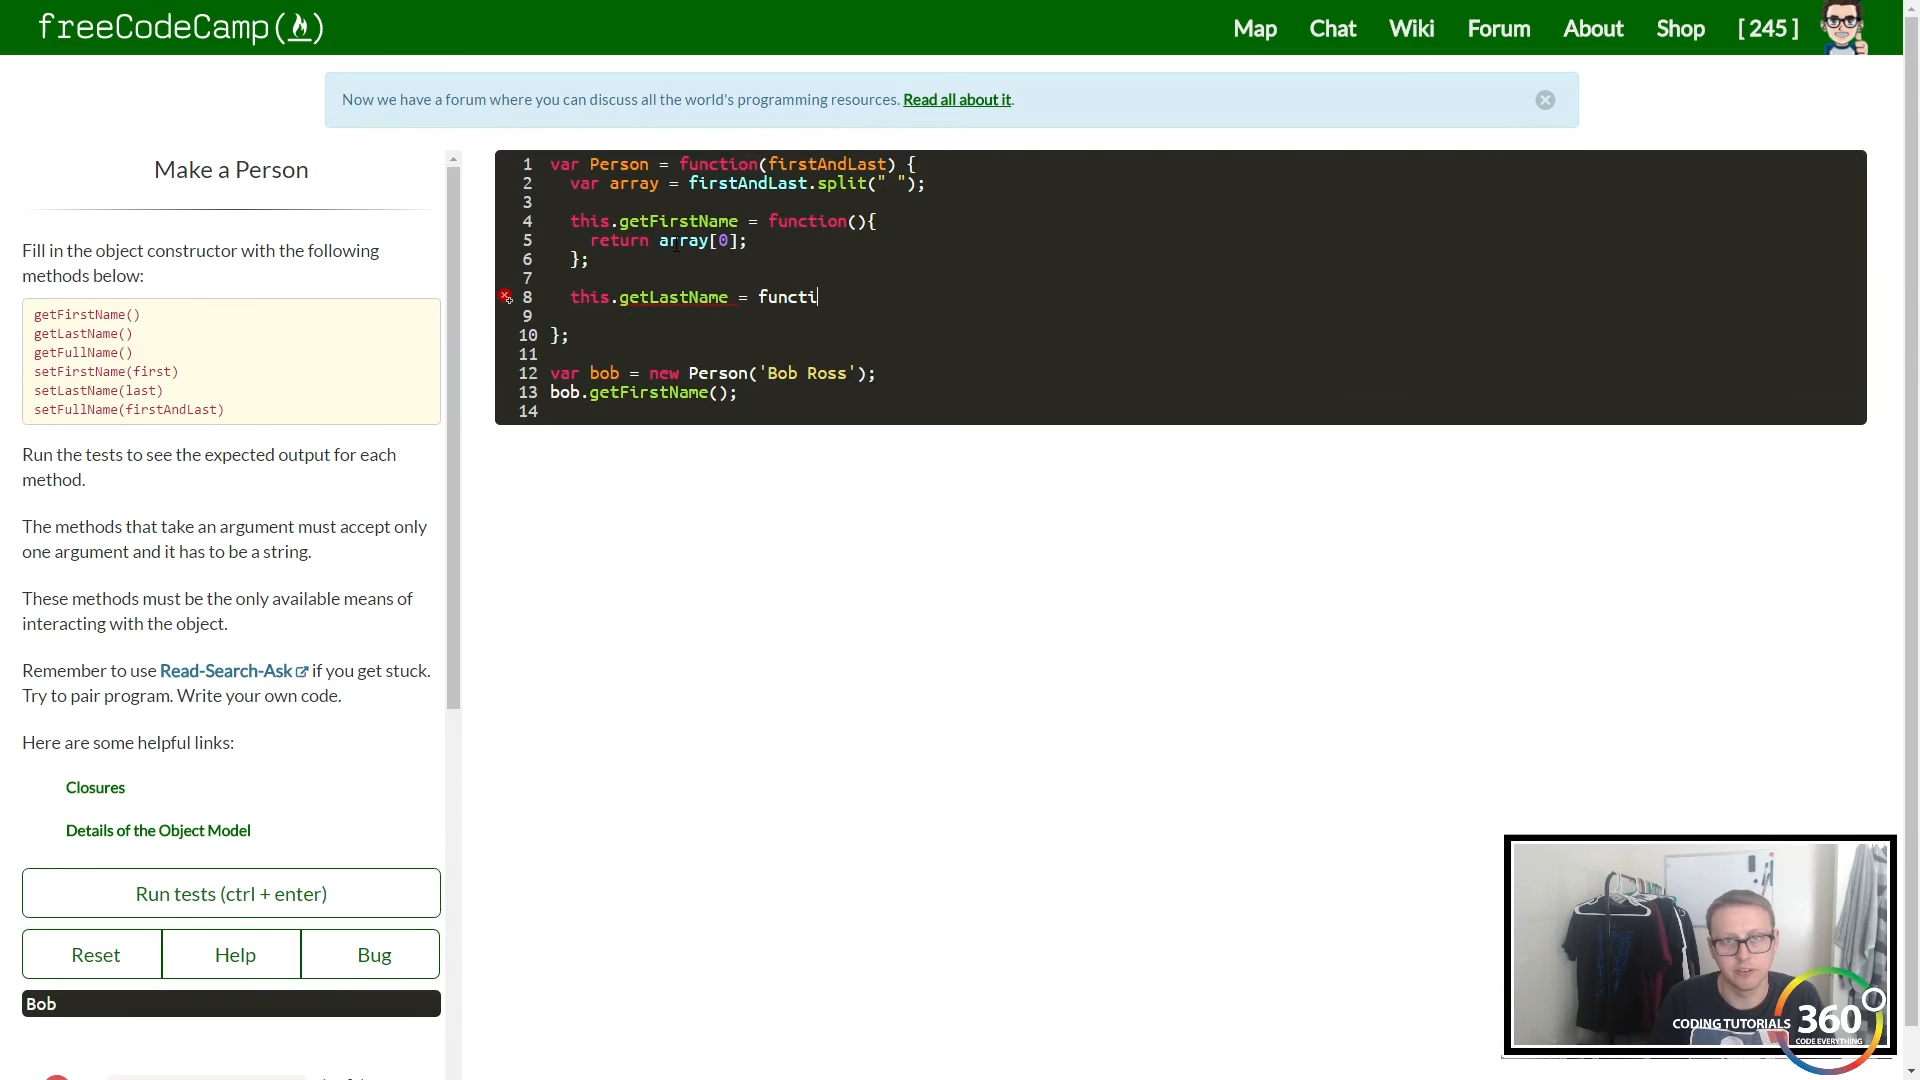 freeCodeCamp
Map Chat Wiki Forum About Shop [ 245 ]
Now we have a forum where you can discuss all the world's programming resources. Read all about it.
Make a Person
Fill in the object constructor with the following
methods below:
getFirstName()
getLastName()
getFullName()
setFirstName(first)
setLastName(last)
setFullName(firstAndLast)
Run the tests to see the expected output for each
method.
The methods that take an argument must accept only
one argument and it has to be a string.
These methods must be the only available means of
interacting with the object.
Remember to use Read-Search-Ask if you get stuck.
Try to pair program. Write your own code.
Here are some helpful links:
Closures
Details of the Object Model
Run tests (ctrl + enter)
Reset Help Bug
Bob
1 var Person = function(firstAndLast) {
2 var array = firstAndLast.split(" ");
3
4 this.getFirstName = function(){
5 return array[0];
6 };
7
8 this.getLastName = functi
9
10 };
11
12 var bob = new Person('Bob Ross');
13 bob.getFirstName();
14
CODING TUTORIALS 360
CODE EVERYTHING